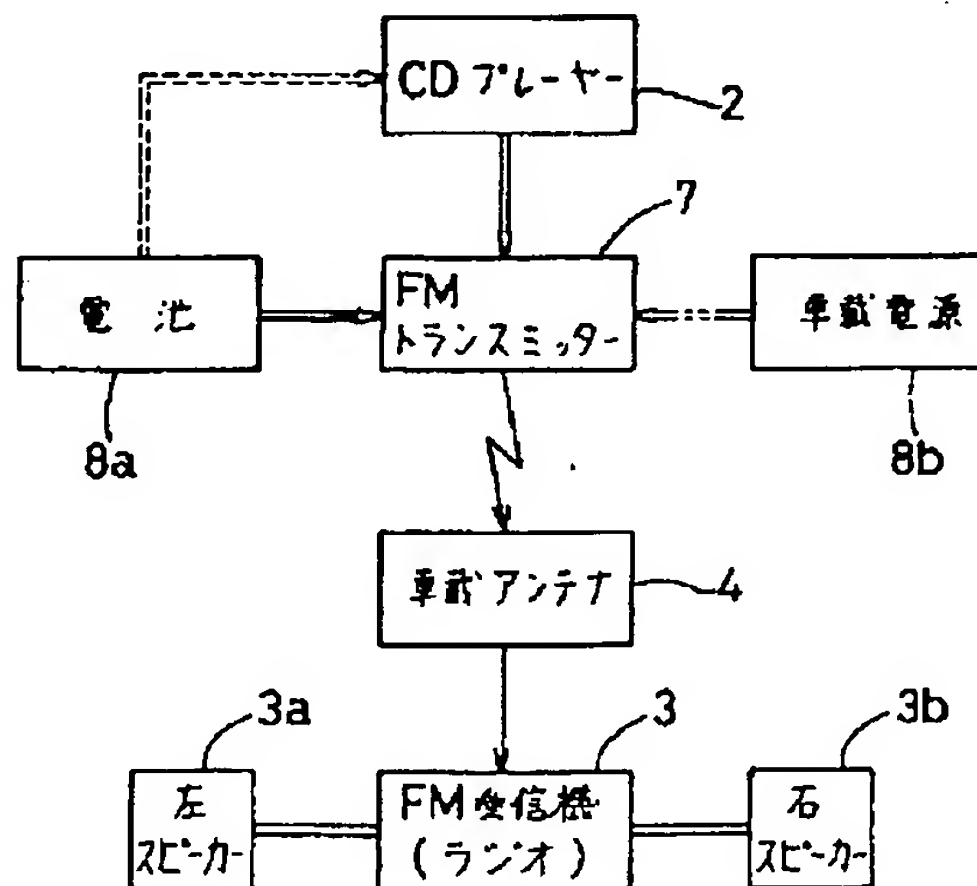 CDプレーヤー
2
7
電池
FM
トランスミッター
車載電源
8a
8b
車載アンテナ
4
3a
3
3b
左
スピーカー
FM受信機
(ラジオ)
右
スピーカー